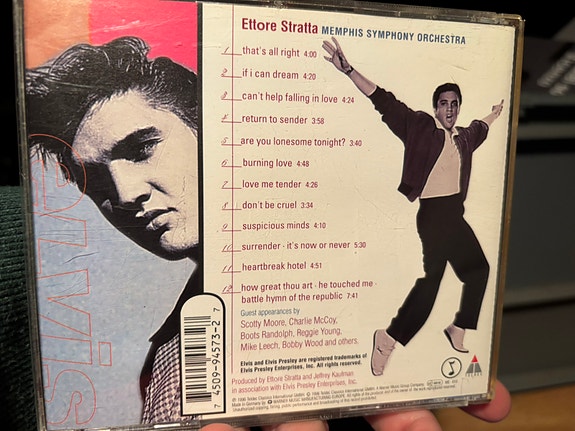 Ettore Stratta MEMPHIS SYMPHONY ORCHESTRA
1 that's all right 4:00
2 if i can dream 4:20
3 can't help falling in love 4:24
4 return to sender 3:58
5 are you lonesome tonight? 3:40
6 burning love 4:48
7 love me tender 4:26
8 don't be cruel 3:34
9 suspicious minds 4:10
10 surrender · it's now or never 5:30
11 heartbreak hotel 4:51
12 how great thou art · he touched me ·
battle hymn of the republic 7:41
Guest appearances by
Scotty Moore, Charlie McCoy,
Boots Randolph, Reggie Young,
Mike Leech, Bobby Wood and others.
Elvis and Elvis Presley are registered trademarks of
Elvis Presley Enterprises, Inc. All rights reserved.
Produced by Ettore Stratta and Jeffrey Kaufman
in association with Elvis Presley Enterprises, Inc.
elvis
7 4509-94573-2 7
TELDEC